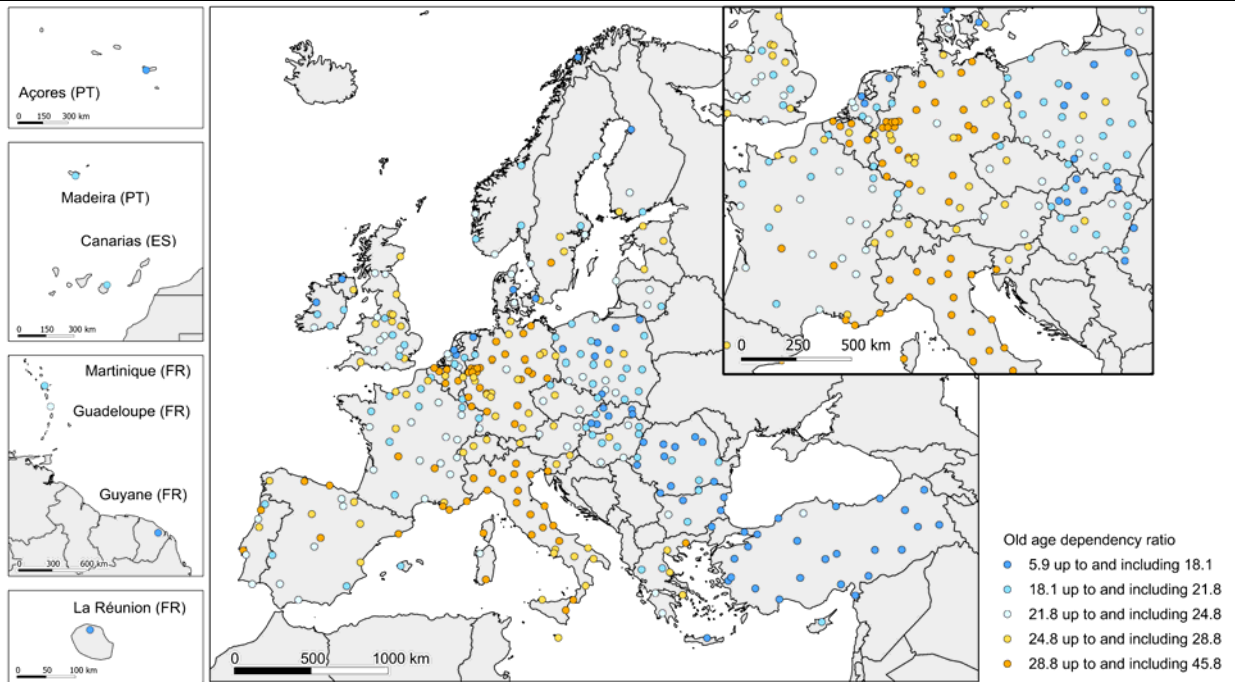 Açores (PT)
0 150 300 km
Madeira (PT)
Canarias (ES)
0 150 300 km
Martinique (FR)
Guadeloupe (FR)
Guyane (FR)
0 300 600 km
La Réunion (FR)
0 50 100 km
0 500 1000 km
0 250 500 km
Old age dependency ratio
5.9 up to and including 18.1
18.1 up to and including 21.8
21.8 up to and including 24.8
24.8 up to and including 28.8
28.8 up to and including 45.8